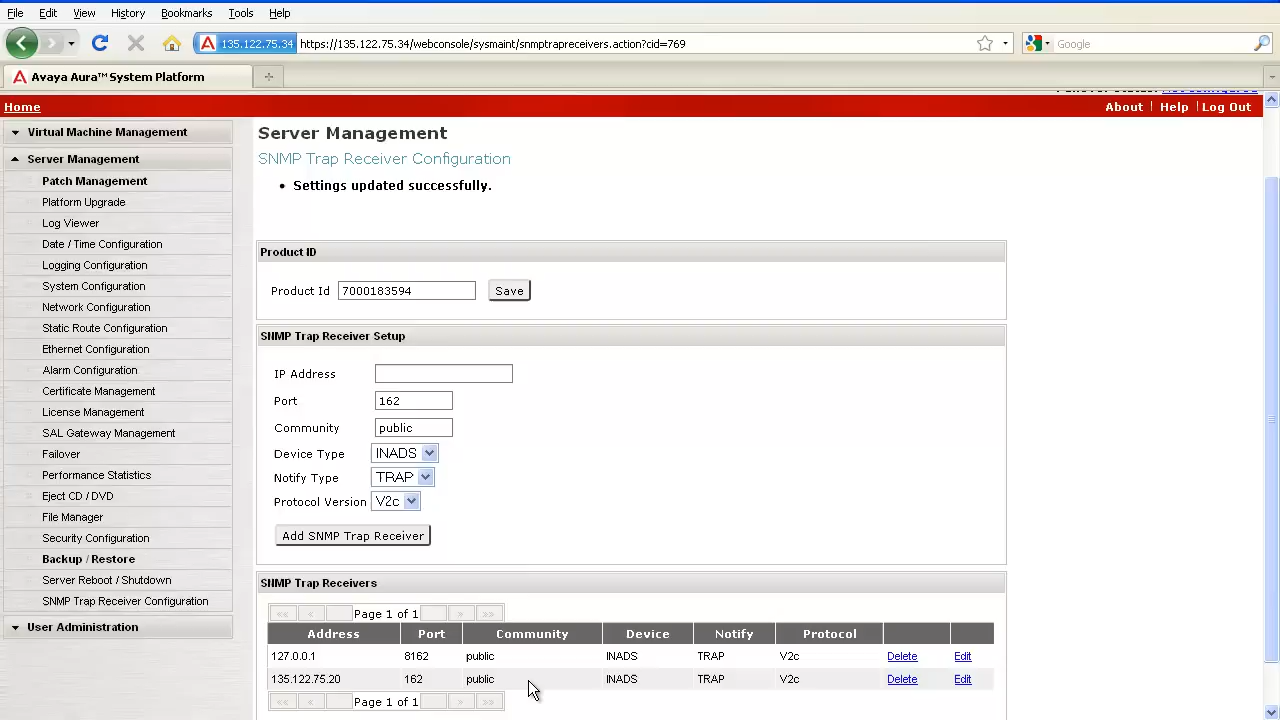 File Edit View History Bookmarks Tools Help
135.122.75.34 https://135.122.75.34/webconsole/sysmaint/snmptrapreceivers.action?cid=769 Google
Avaya Aura™ System Platform
Home About | Help | Log Out
Virtual Machine Management
Server Management
Patch Management
Platform Upgrade
Log Viewer
Date / Time Configuration
Logging Configuration
System Configuration
Network Configuration
Static Route Configuration
Ethernet Configuration
Alarm Configuration
Certificate Management
License Management
SAL Gateway Management
Failover
Performance Statistics
Eject CD / DVD
File Manager
Security Configuration
Backup / Restore
Server Reboot / Shutdown
SNMP Trap Receiver Configuration
User Administration
Server Management
SNMP Trap Receiver Configuration
• Settings updated successfully.
Product ID
Product Id 7000183594 Save
SNMP Trap Receiver Setup
IP Address
Port 162
Community public
Device Type INADS
Notify Type TRAP
Protocol Version V2c
Add SNMP Trap Receiver
SNMP Trap Receivers
<< < Page 1 of 1 > >>
Address Port Community Device Notify Protocol
127.0.0.1 8162 public INADS TRAP V2c Delete Edit
135.122.75.20 162 public INADS TRAP V2c Delete Edit
<< < Page 1 of 1 > >>